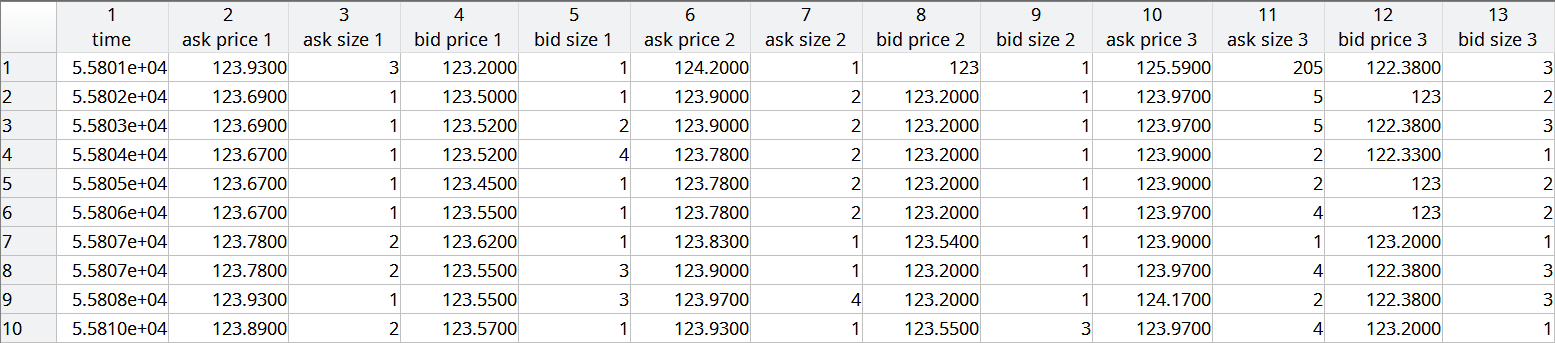 1 2 3 4 5 6 7 8 9 10 11 12 13
time ask price 1 ask size 1 bid price 1 bid size 1 ask price 2 ask size 2 bid price 2 bid size 2 ask price 3 ask size 3 bid price 3 bid size 3
1 5.5801e+04 123.9300 3 123.2000 1 124.2000 1 123 1 125.5900 205 122.3800 3
2 5.5802e+04 123.6900 1 123.5000 1 123.9000 2 123.2000 1 123.9700 5 123 2
3 5.5803e+04 123.6900 1 123.5200 2 123.9000 2 123.2000 1 123.9700 5 122.3800 3
4 5.5804e+04 123.6700 1 123.5200 4 123.7800 2 123.2000 1 123.9000 2 122.3300 1
5 5.5805e+04 123.6700 1 123.4500 1 123.7800 2 123.2000 1 123.9000 2 123 2
6 5.5806e+04 123.6700 1 123.5500 1 123.7800 2 123.2000 1 123.9700 4 123 2
7 5.5807e+04 123.7800 2 123.6200 1 123.8300 1 123.5400 1 123.9000 1 123.2000 1
8 5.5807e+04 123.7800 2 123.5500 3 123.9000 1 123.2000 1 123.9700 4 122.3800 3
9 5.5808e+04 123.9300 1 123.5500 3 123.9700 4 123.2000 1 124.1700 2 122.3800 3
10 5.5810e+04 123.8900 2 123.5700 1 123.9300 1 123.5500 3 123.9700 4 123.2000 1